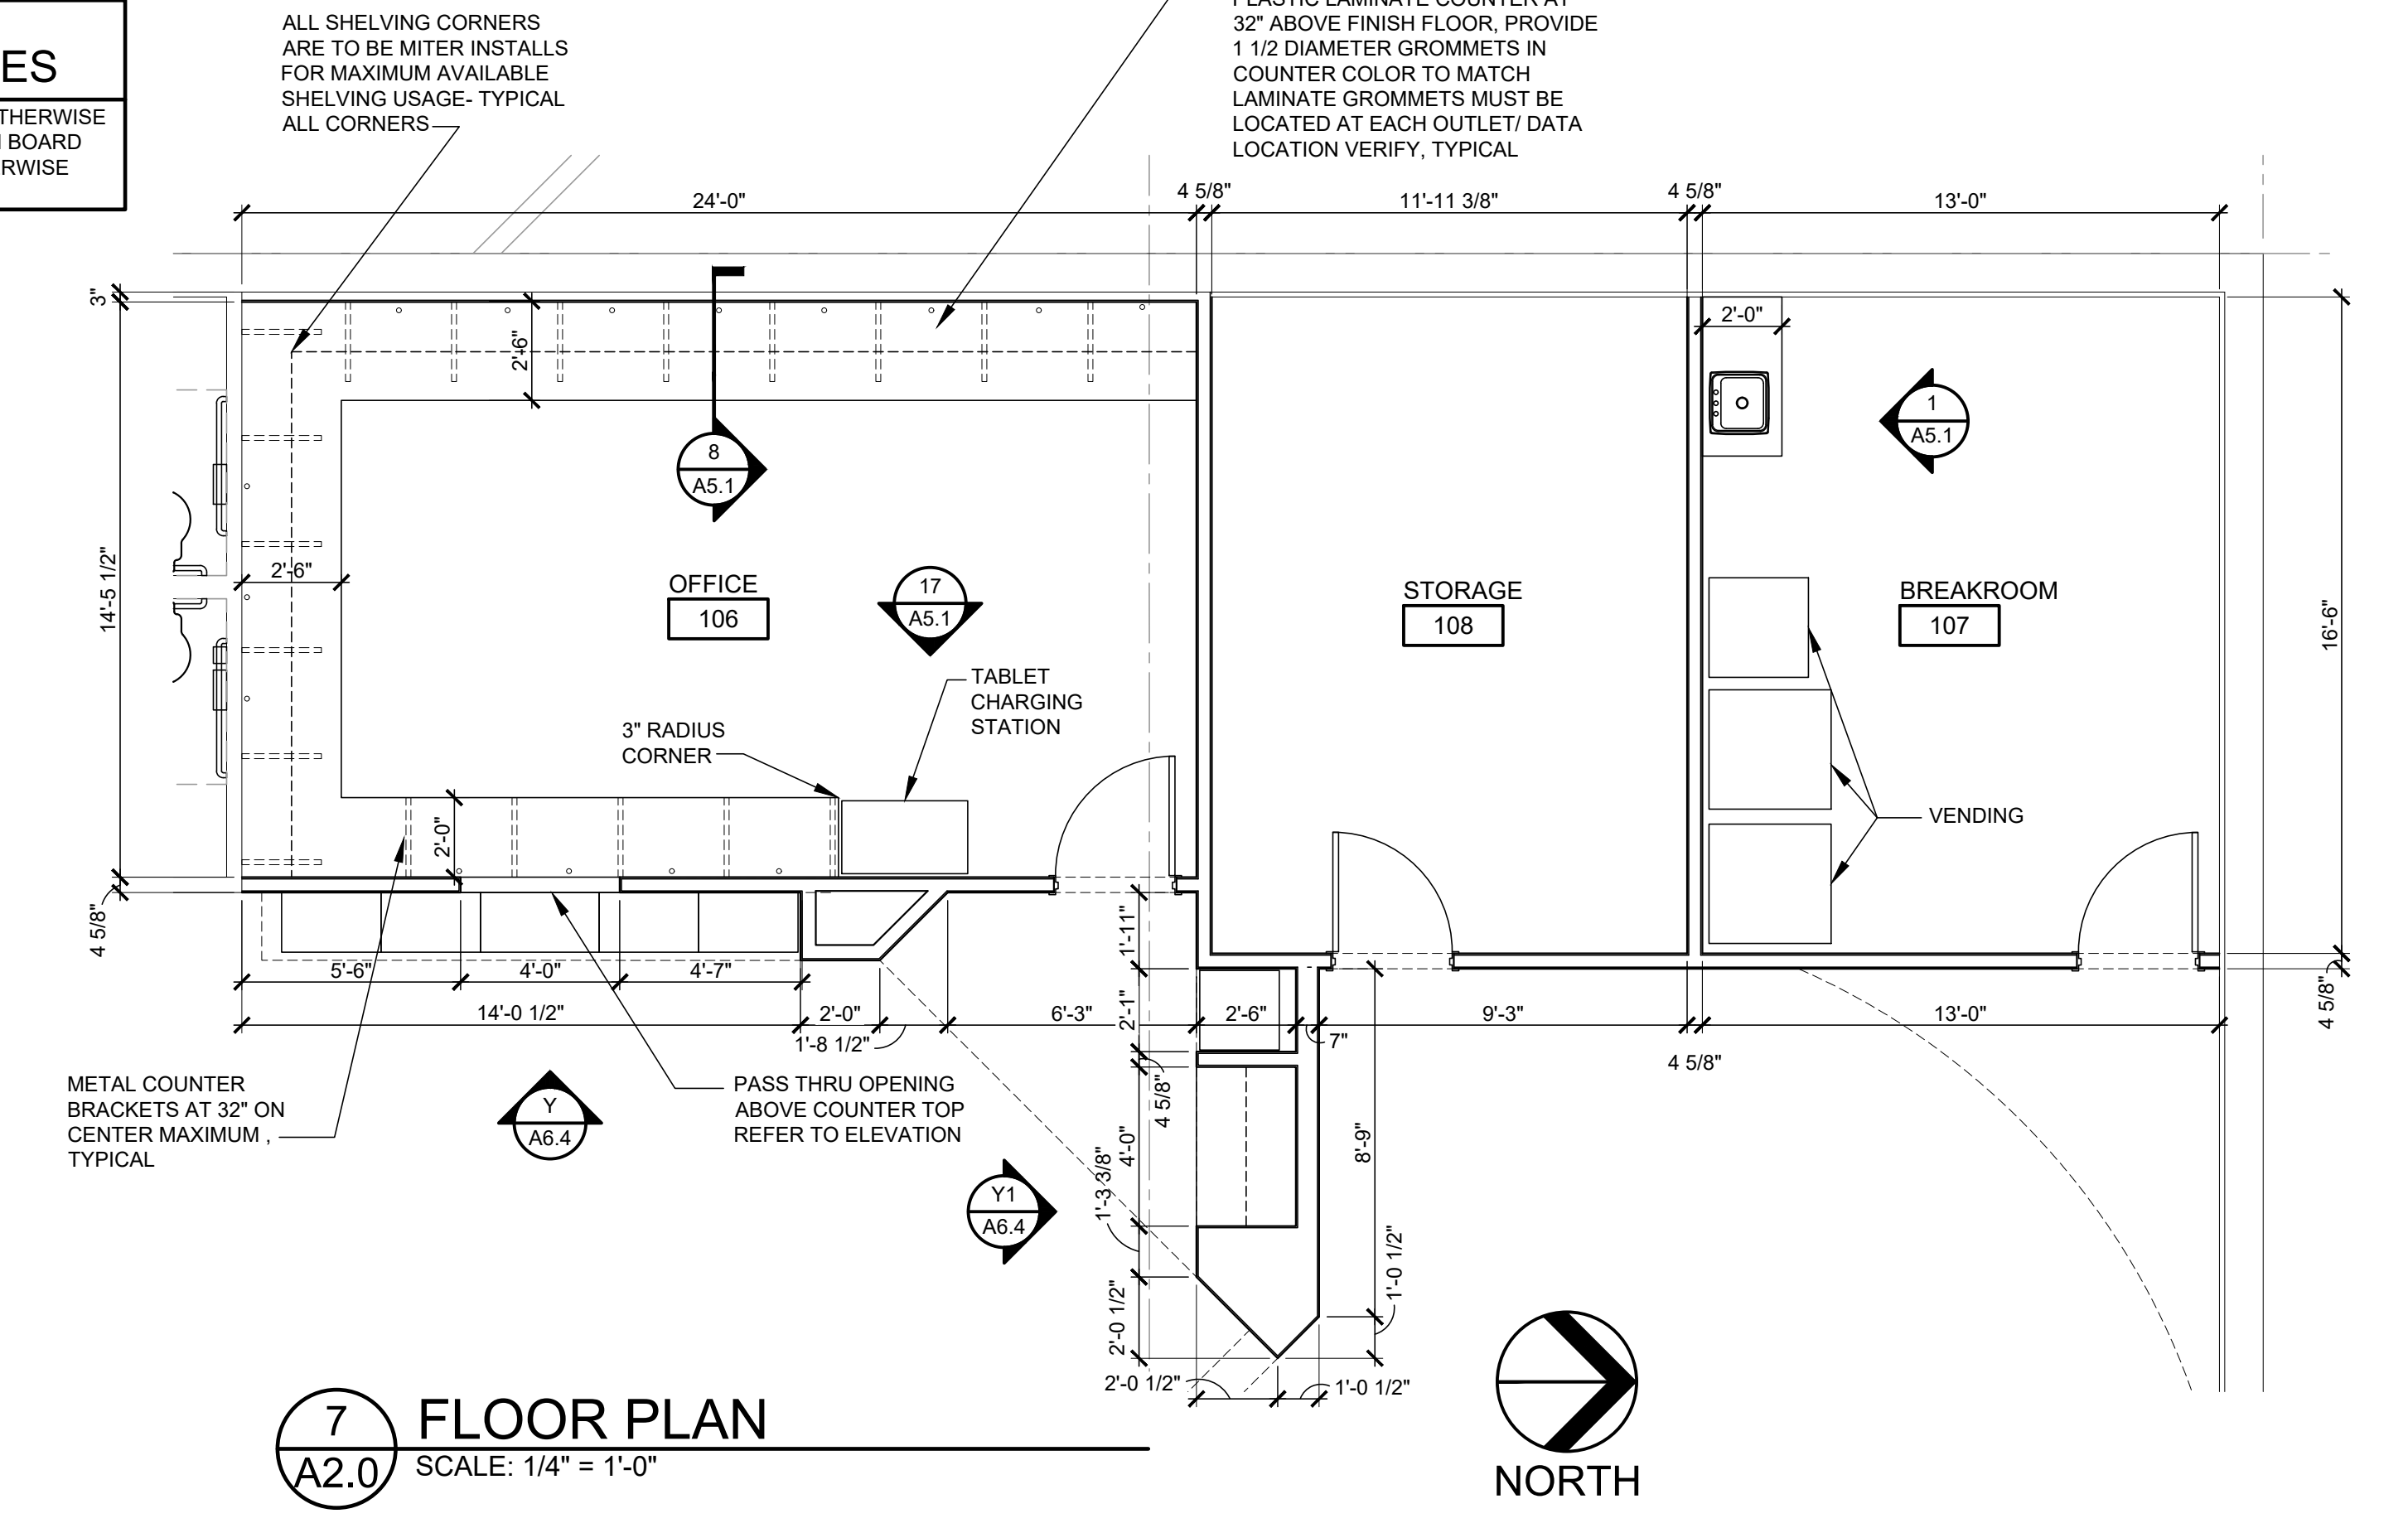 ES
THERWISE
BOARD
RWISE
ALL SHELVING CORNERS
ARE TO BE MITER INSTALLS
FOR MAXIMUM AVAILABLE
SHELVING USAGE- TYPICAL
ALL CORNERS
PLASTIC LAMINATE COUNTER AT
32" ABOVE FINISH FLOOR, PROVIDE
1 1/2 DIAMETER GROMMETS IN
COUNTER COLOR TO MATCH
LAMINATE GROMMETS MUST BE
LOCATED AT EACH OUTLET/ DATA
LOCATION VERIFY, TYPICAL
24'-0"
4 5/8"
11'-11 3/8"
4 5/8"
13'-0"
3"
2'-6"
2'-0"
8
A5.1
1
A5.1
14'-5 1/2"
2'-6"
OFFICE
106
17
A5.1
STORAGE
108
BREAKROOM
107
16'-6"
TABLET
CHARGING
STATION
3" RADIUS
CORNER
2'-0"
VENDING
4 5/8"
1'-11"
5'-6"
4'-0"
4'-7"
14'-0 1/2"
2'-0"
1'-8 1/2"
6'-3"
2'-1"
2'-6"
7"
9'-3"
4 5/8"
13'-0"
4 5/8"
METAL COUNTER
BRACKETS AT 32" ON
CENTER MAXIMUM ,
TYPICAL
Y
A6.4
PASS THRU OPENING
ABOVE COUNTER TOP
REFER TO ELEVATION
4 5/8"
4'-0"
8'-9"
1'-3 3/8"
Y1
A6.4
1'-0 1/2"
2'-0 1/2"
2'-0 1/2"
1'-0 1/2"
7
A2.0
FLOOR PLAN
SCALE: 1/4" = 1'-0"
NORTH